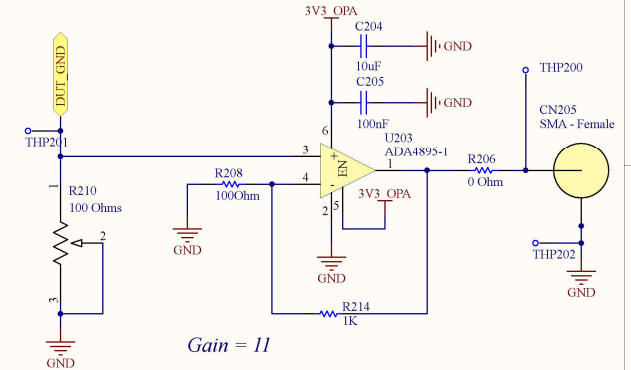 3V3_OPA
C204
GND
10uF
C205
GND
100nF
DUT_GND
THP200
CN205
SMA - Female
THP201
6
U203
ADA4895-1
3
+
EN
1
R206
0 Ohm
R208
100Ohm
4
-
2
5
3V3_OPA
1
R210
100 Ohms
2
3
GND
GND
THP202
GND
R214
1K
Gain = 11
GND